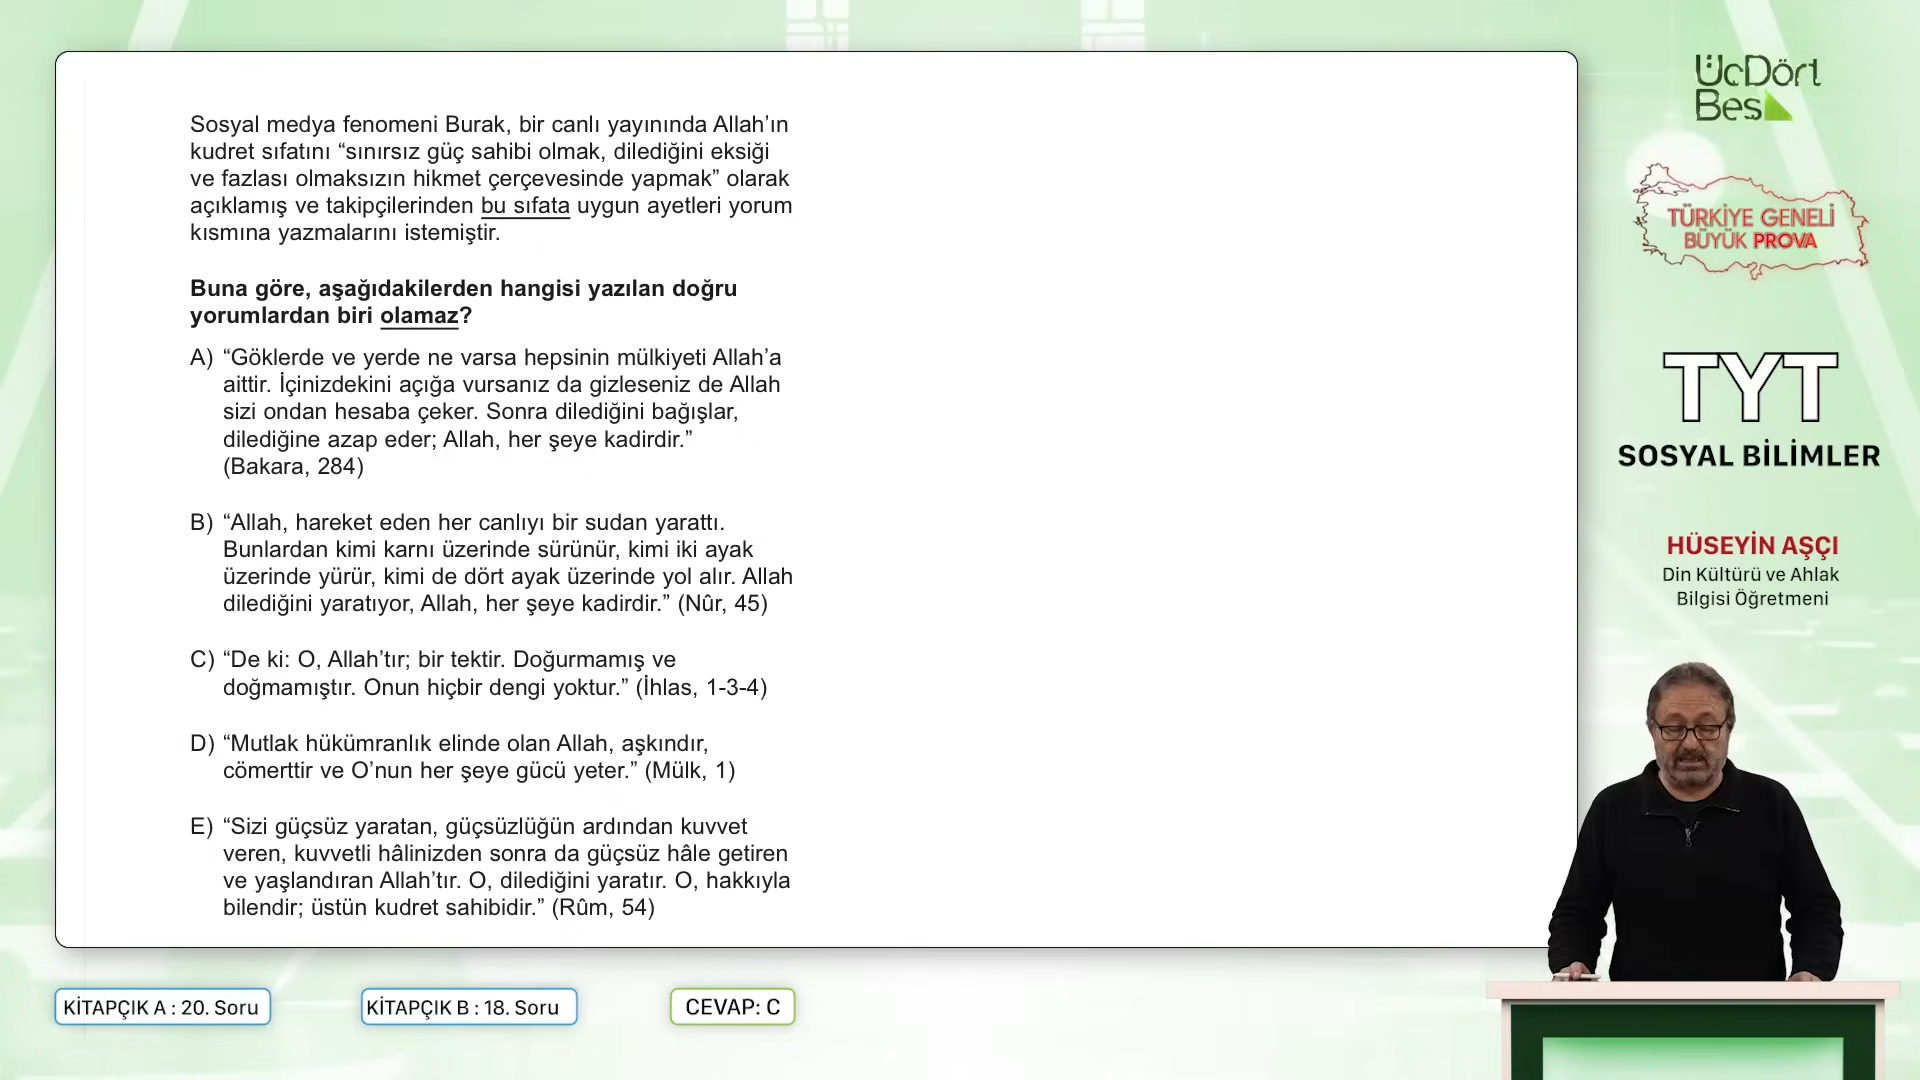 Sosyal medya fenomeni Burak, bir canlı yayınında Allah’ın
kudret sıfatını “sınırsız güç sahibi olmak, dilediğini eksiği
ve fazlası olmaksızın hikmet çerçevesinde yapmak” olarak
açıklamış ve takipçilerinden bu sıfata uygun ayetleri yorum
kısmına yazmalarını istemiştir.
Buna göre, aşağıdakilerden hangisi yazılan doğru
yorumlardan biri olamaz?
A) “Göklerde ve yerde ne varsa hepsinin mülkiyeti Allah’a
aittir. İçinizdekini açığa vursanız da gizleseniz de Allah
sizi ondan hesaba çeker. Sonra dilediğini bağışlar,
dilediğine azap eder; Allah, her şeye kadirdir.”
(Bakara, 284)
B) “Allah, hareket eden her canlıyı bir sudan yarattı.
Bunlardan kimi karnı üzerinde sürünür, kimi iki ayak
üzerinde yürür, kimi de dört ayak üzerinde yol alır. Allah
dilediğini yaratıyor, Allah, her şeye kadirdir.” (Nûr, 45)
C) “De ki: O, Allah’tır; bir tektir. Doğurmamış ve
doğmamıştır. Onun hiçbir dengi yoktur.” (İhlas, 1-3-4)
D) “Mutlak hükümranlık elinde olan Allah, aşkındır,
cömerttir ve O’nun her şeye gücü yeter.” (Mülk, 1)
E) “Sizi güçsüz yaratan, güçsüzlüğün ardından kuvvet
veren, kuvvetli hâlinizden sonra da güçsüz hâle getiren
ve yaşlandıran Allah’tır. O, dilediğini yaratır. O, hakkıyla
bilendir; üstün kudret sahibidir.” (Rûm, 54)
KİTAPÇIK A : 20. Soru
KİTAPÇIK B : 18. Soru
CEVAP: C
ÜçDört
Beş
TÜRKİYE GENELİ
BÜYÜK PROVA
TYT
SOSYAL BİLİMLER
HÜSEYİN AŞÇI
Din Kültürü ve Ahlak
Bilgisi Öğretmeni